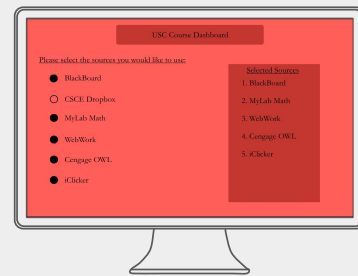 USC Course Dashboard
Please select the sources you would like to use:
BlackBoard
CSCE Dropbox
MyLab Math
WebWork
Cengage OWL
iClicker
Selected Sources
1. BlackBoard
2. MyLab Math
3. WebWork
4. Cengage OWL
5. iClicker